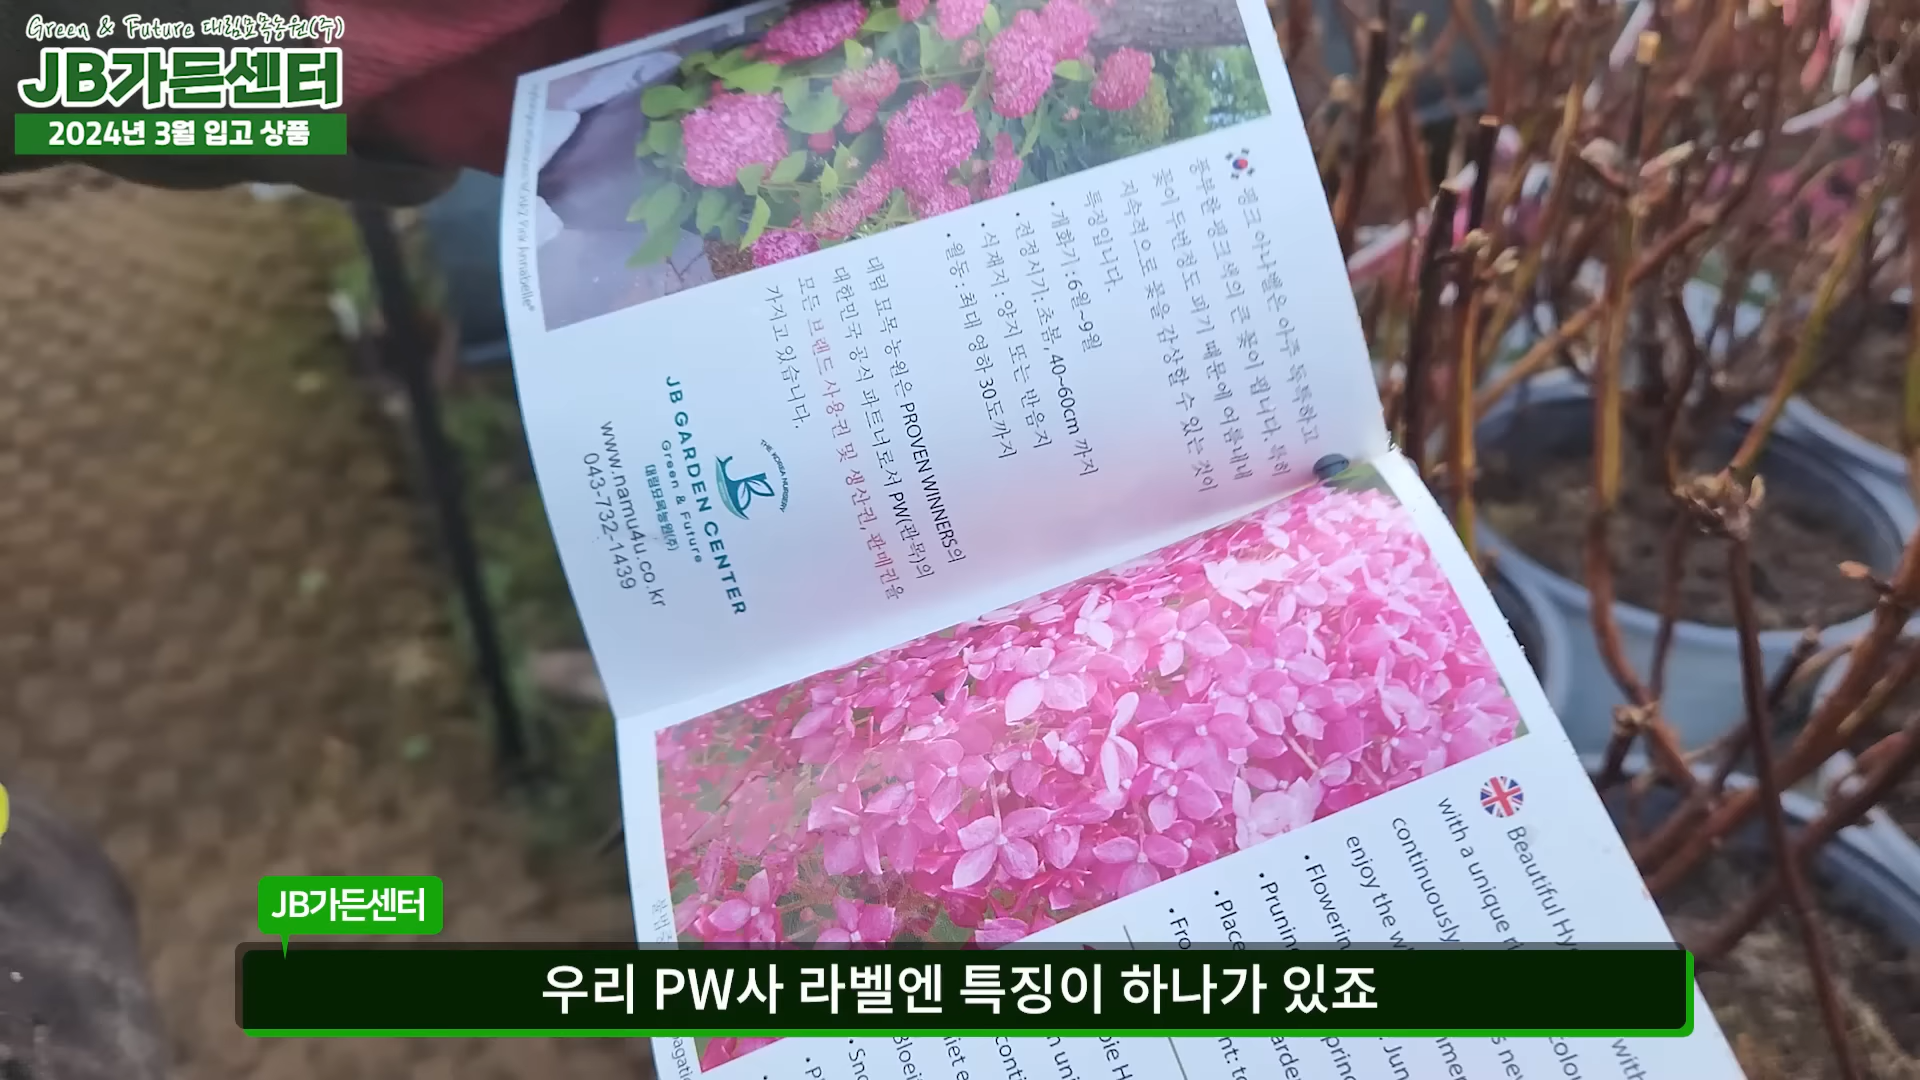 Green & Future 대림묘목농원(주)
JB가든센터
2024년 3월 입고 상품
핑크 아나벨은 아주 독특하고
풍부한 핑크색의 큰 꽃이 핍니다. 특히
꽃이 두번정도 피기 때문에 여름내내
지속적으로 꽃을 감상할 수 있는 것이
특징입니다.
• 개화기 : 6월~9월
• 전정시기 : 초봄, 40~60cm 까지
• 식재지 : 양지 또는 반음지
• 월동 : 최대 영하 30도까지
대림묘목농원은 PROVEN WINNERS의
대한민국 공식 파트너로서 PW(관목)의
모든 브랜드 사용권 및 생산권, 판매권을
가지고 있습니다.
THE KOREA NURSERY
JB GARDEN CENTER
Green & Future
대림묘목농원(주)
www.namu4u.co.kr
043-732-1439
Beautiful
with a unique
continuously
enjoy the
• Flowerin
• Pruning
• Place
• Fro
JB가든센터
우리 PW사 라벨엔 특징이 하나가 있죠